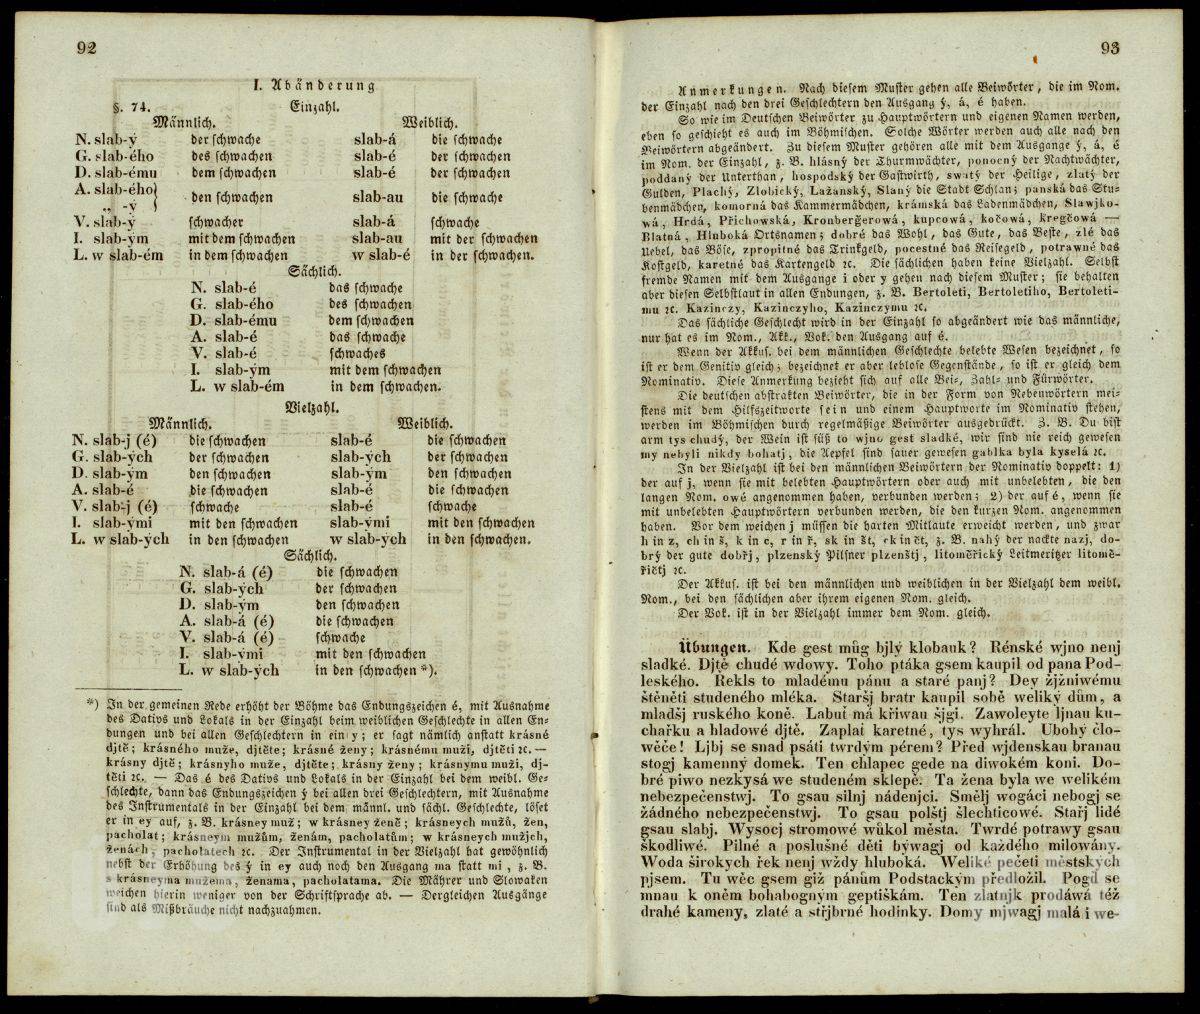 92
I. Abänderung
§. 74. Einzahl.
Männlich. Weiblich.
N. slab-ý der schwache slab-á die schwache
G. slab-ého des schwachen slab-é der schwachen
D. slab-ému dem schwachen slab-é der schwachen
A. slab-ého}
„ -ý } den schwachen slab-au die schwache
V. slab-ý schwacher slab-á schwache
I. slab-ým mit dem schwachen slab-au mit der schwachen
L. w slab-ém in dem schwachen w slab-é in der schwachen.
Sächlich.
N. slab-é das schwache
G. slab-ého des schwachen
D. slab-ému dem schwachen
A. slab-é das schwache
V. slab-é schwaches
I. slab-ým mit dem schwachen
L. w slab-ém in dem schwachen.
Vielzahl.
Männlich. Weiblich.
N. slab-j (é) die schwachen slab-é die schwachen
G. slab-ých der schwachen slab-ých der schwachen
D. slab-ým den schwachen slab-ým den schwachen
A. slab-é die schwachen slab-é die schwachen
V. slab-j (é) schwache slab-é schwache
I. slab-ými mit den schwachen slab-ými mit den schwachen
L. w slab-ých in den schwachen w slab-ých in den schwachen.
Sächlich.
N. slab-á (é) die schwachen
G. slab-ých der schwachen
D. slab-ým den schwachen
A. slab-á (é) die schwachen
V. slab-á (é) schwache
I. slab-ými mit den schwachen
L. w slab-ých in den schwachen *).
*) In der gemeinen Rede erhöht der Böhme das Endungszeichen é, mit Ausnahme
des Dativs und Lokals in der Einzahl beim weiblichen Geschlechte in allen En-
dungen und bei allen Geschlechtern in ein y; er sagt nämlich anstatt krásné
djtě; krásného muže, djtěte; krásné ženy; krásnému muži, djtěti ꝛc. —
krásny djtě; krásnyho muže, djtěte; krásny ženy; krásnymu muži, dj-
těti ꝛc. — Das é des Dativs und Lokals in der Einzahl bei dem weibl. Ge-
schlechte, dann das Endungszeichen ý bei allen drei Geschlechtern, mit Ausnahme
des Instrumentals in der Einzahl bei dem männl. und sächl. Geschlechte, löset
er in ey auf, z. B. krásney muž; w krásney ženě; krásneych mužů, žen,
pacholat; krásneym mužům, ženám, pacholatům; w krásneych mužjch,
ženách, pacholatech ꝛc. Der Instrumental in der Vielzahl hat gewöhnlich
nebst der Erhöhung des ý in ey auch noch den Ausgang ma statt mi, z. B.
s krásneyma mužema, ženama, pacholatama. Die Mährer und Slowaken
weichen hierin weniger von der Schriftsprache ab. — Dergleichen Ausgänge
sind als Mißbräuche nicht nachzuahmen.
93
Anmerkungen. Nach diesem Muster gehen alle Beiwörter, die im Nom.
der Einzahl nach den drei Geschlechtern den Ausgang ý, á, é haben.
So wie im Deutschen Beiwörter zu Hauptwörtern und eigenen Namen werden,
eben so geschieht es auch im Böhmischen. Solche Wörter werden auch alle nach den
Beiwörtern abgeändert. Zu diesem Muster gehören alle mit dem Ausgange ý, á, é
im Nom. der Einzahl, z. B. hlásný der Thurmwächter, ponocný der Nachtwächter,
poddaný der Unterthan, hospodský der Gastwirth, swatý der Heilige, zlatý der
Gulden, Plachý, Zlobický, Lažanský, Slaný die Stadt Schlan; panská das Stu-
benmädchen, komorná das Kammermädchen, krámská das Ladenmädchen, Slawjko-
wá, Hrdá, Přichowská, Kronbergerowá, kupcowá, kočowá, kregčowá —
Blatná, Hluboká Ortsnamen; dobré das Wohl, das Gute, das Beste, zlé das
Uebel, das Böse, zpropitné das Trinkgeld, pocestné das Reisegeld, potrawné das
Kostgeld, karetné das Kartengeld ꝛc. Die sächlichen haben keine Vielzahl. Selbst
fremde Namen mit dem Ausgange i oder y gehen nach diesem Muster; sie behalten
aber diesen Selbstlaut in allen Endungen, z. B. Bertoleti, Bertoletiho, Bertoleti-
mu ꝛc. Kazinczy, Kazinczyho, Kazinczymu ꝛc.
Das sächliche Geschlecht wird in der Einzahl so abgeändert wie das männliche,
nur hat es im Nom., Akk., Vok. den Ausgang auf é.
Wenn der Akkus. bei dem männlichen Geschlechte belebte Wesen bezeichnet, so
ist er dem Genitiv gleich; bezeichnet er aber leblose Gegenstände, so ist er gleich dem
Nominativ. Diese Anmerkung bezieht sich auf alle Bei-, Zahl- und Fürwörter.
Die deutschen abstrakten Beiwörter, die in der Form von Nebenwörtern mei-
stens mit dem Hilfszeitworte sein und einem Hauptworte im Nominativ stehen,
werden im Böhmischen durch regelmäßige Beiwörter ausgedrückt. Z. B. Du bist
arm tys chudý, der Wein ist süß to wjno gest sladké, wir sind nie reich gewesen
my nebyli nikdy bohatj, die Aepfel sind sauer gewesen gablka byla kyselá ꝛc.
In der Vielzahl ist bei den männlichen Beiwörtern der Nominativ doppelt: 1)
der auf j, wenn sie mit belebten Hauptwörtern oder auch mit unbelebten, die den
langen Nom. owé angenommen haben, verbunden werden; 2) der auf é, wenn sie
mit unbelebten Hauptwörtern verbunden werden, die den kurzen Nom. angenommen
haben. Vor dem weichen j müssen die harten Mitlaute erweicht werden, und zwar
h in z, ch in š, k in c, r in ř, sk in št, ck in čt, z. B. nahý der nackte nazj, do-
brý der gute dobřj, plzenský Pilsner plzenštj, litoměřický Leitmeritzer litomě-
řičtj ꝛc.
Der Akkus. ist bei den männlichen und weiblichen in der Vielzahl dem weibl.
Nom., bei den sächlichen aber ihrem eigenen Nom. gleich.
Der Vok. ist in der Vielzahl immer dem Nom. gleich.
Übungen. Kde gest můg bjlý klobauk? Rénské wjno nenj
sladké. Djtě chudé wdowy. Toho ptáka gsem kaupil od pana Pod-
leského. Rekls to mladému pánu a staré panj? Dey žjžniwému
štěněti studeného mléka. Staršj bratr kaupil sobě weliký dům, a
mladšj ruského koně. Labuť má křiwau šjgi. Zawoleyte ljnau ku-
chařku a hladowé djtě. Zaplať karetné, tys wyhrál. Ubohý člo-
wěče! Ljbj se snad psáti twrdým pérem? Před wjdenskau branau
stogj kamenný domek. Ten chlapec gede na diwokém koni. Do-
bré piwo nezkysá we studeném sklepě. Ta žena byla we welikém
nebezpečenstwj. To gsau silnj nádenjci. Smělj wogáci nebogj se
žádného nebezpečenstwj. To gsau polštj šlechticowé. Stařj lidé
gsau slabj. Wysocj stromowé wůkol města. Twrdé potrawy gsau
škodliwé. Pilné a poslušné děti býwagj od každého milowány.
Woda širokých řek nenj wždy hluboká. Weliké pečeti městských
pjsem. Tu wěc gsem giž pánům Podstackým předložil. Pogď se
mnau k oněm bohabogným geptiškám. Ten zlatnjk prodáwá též
drahé kameny, zlaté a střjbrné hodinky. Domy mjwagj malá i we-